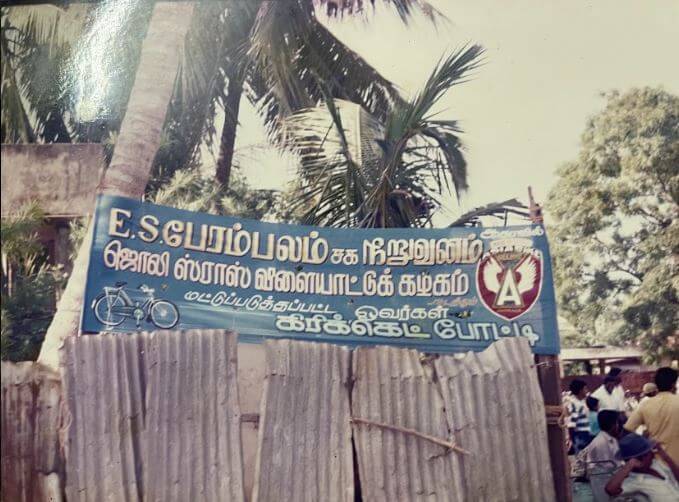 E.S.பேரம்பலம் சக நிறுவனம்
ஜொலி ஸ்ராஸ் விளையாட்டுக் கழகம்
மட்டுப்படுத்தப்பட்ட ஓவர்கள்
கிரிக்கெட் போட்டி
A